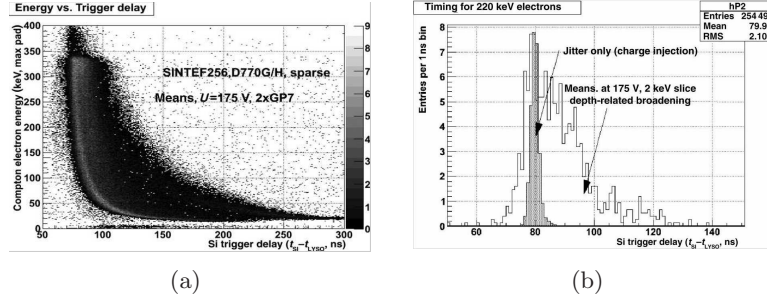 Energy vs. Trigger delay
Compton electron energy (keV, max pad)
400
350
300
250
200
150
100
50
0
SINTEF256,D770G/H, sparse
Means, U=175 V, 2xGP7
9
8
7
6
5
4
3
2
1
0
50 100 150 200 250 300
Si trigger delay (tSI-tLYSO, ns)
(a)
Timing for 220 keV electrons
hP2
Entries 25449
Mean 79.9
RMS 2.10
Entries per 1 ns bin
8
7
6
5
4
3
2
1
0
Jitter only (charge injection)
Means. at 175 V, 2 keV slice
depth-related broadening
60 80 100 120 140
Si trigger delay (tSI-tLYSO, ns)
(b)